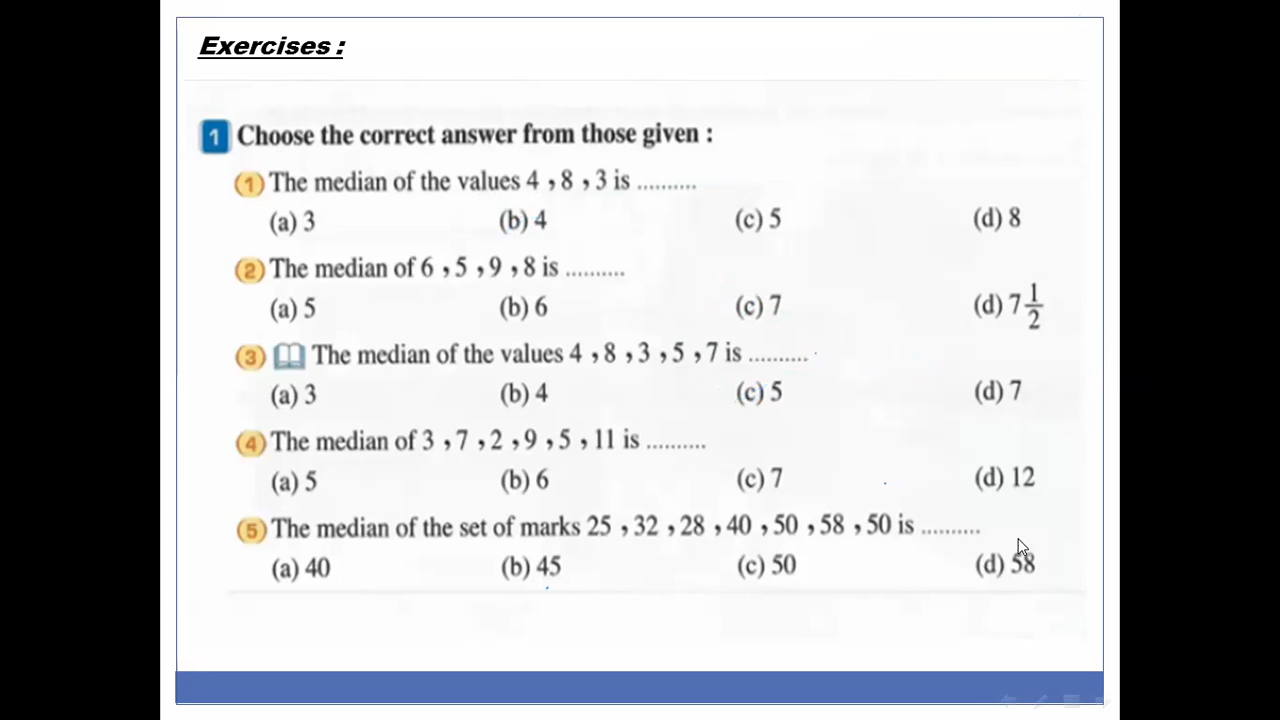 Exercises :
1 Choose the correct answer from those given :
(1) The median of the values 4 , 8 , 3 is ..........
(a) 3 (b) 4 (c) 5 (d) 8
(2) The median of 6 , 5 , 9 , 8 is ..........
(a) 5 (b) 6 (c) 7 (d) 7 1/2
(3) The median of the values 4 , 8 , 3 , 5 , 7 is ..........
(a) 3 (b) 4 (c) 5 (d) 7
(4) The median of 3 , 7 , 2 , 9 , 5 , 11 is ..........
(a) 5 (b) 6 (c) 7 (d) 12
(5) The median of the set of marks 25 , 32 , 28 , 40 , 50 , 58 , 50 is ..........
(a) 40 (b) 45 (c) 50 (d) 58